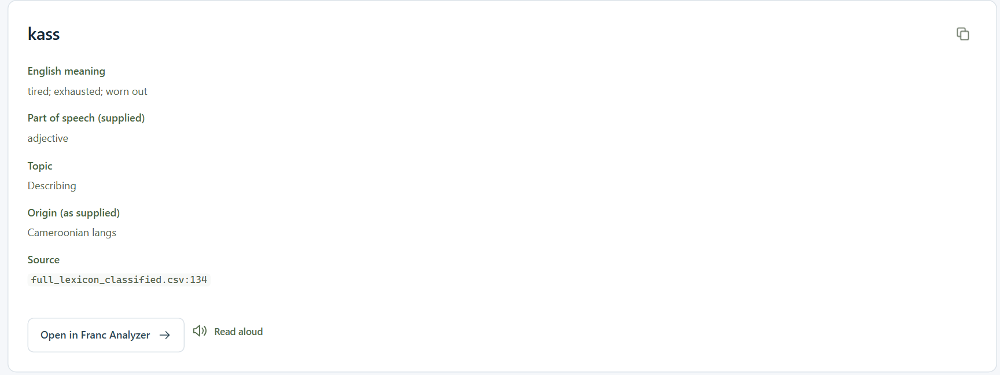 kass
English meaning
tired; exhausted; worn out
Part of speech (supplied)
adjective
Topic
Describing
Origin (as supplied)
Cameroonian langs
Source
full_lexicon_classified.csv:134
Open in Franc Analyzer →
Read aloud